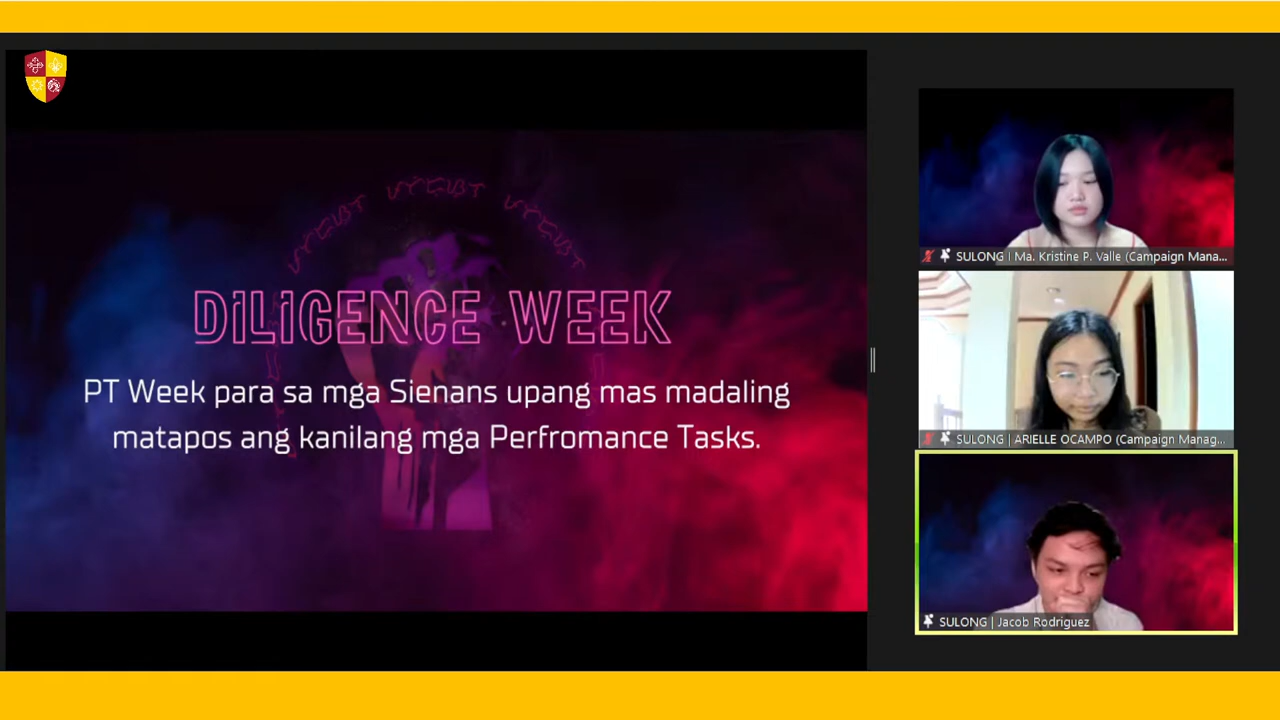 DILIGENCE WEEK
PT Week para sa mga Sienans upang mas madaling
matapos ang kanilang mga Perfromance Tasks.
SULONG | Ma. Kristine P. Valle (Campaign Mana...
SULONG | ARIELLE OCAMPO (Campaign Manag...
SULONG | Jacob Rodriguez